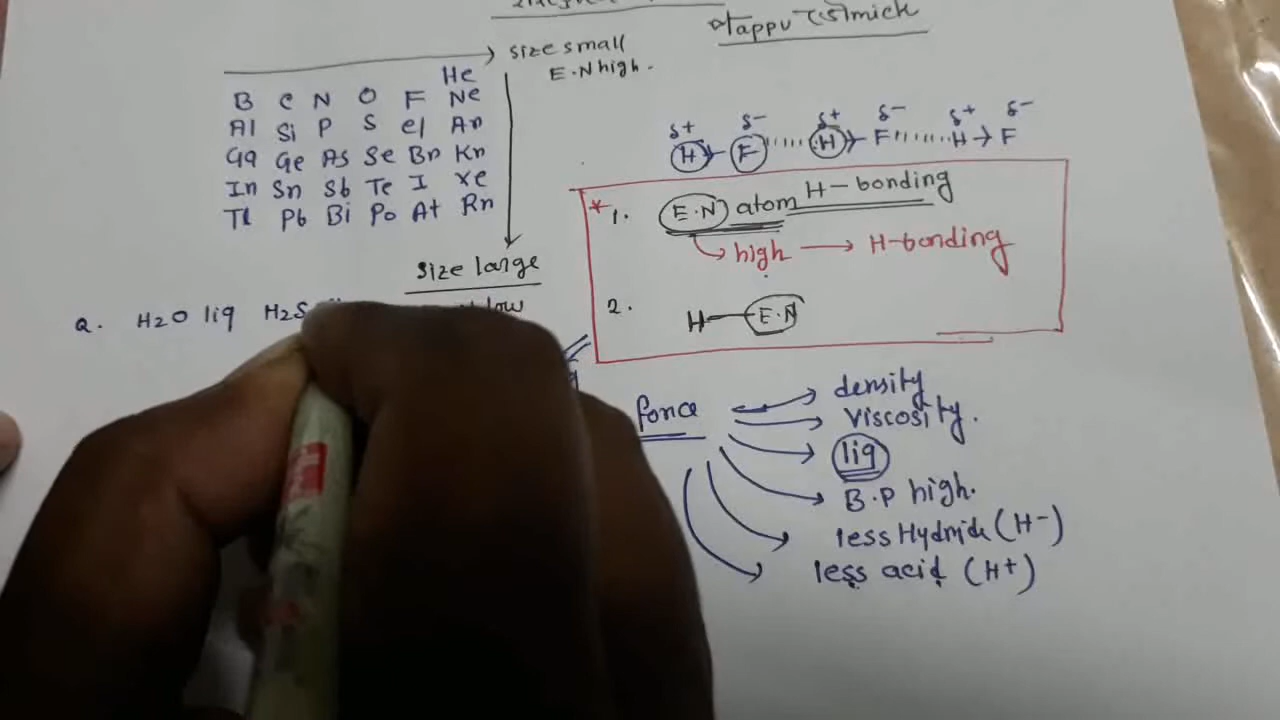 size small
E.N high.
He
B C N O F Ne
Al Si P S Cl Ar
Ga Ge As Se Br Kr
In Sn Sb Te I Xe
Tl Pb Bi Po At Rn
size large
low
δ+ δ- δ+ δ- δ+ δ-
H F H F H F
* 1. E.N atom H-bonding
high → H-bonding
2. H—E.N
Q. H2O liq H2S
force
density
viscosity.
liq
B.P high.
less Hydride (H-)
less acid (H+)